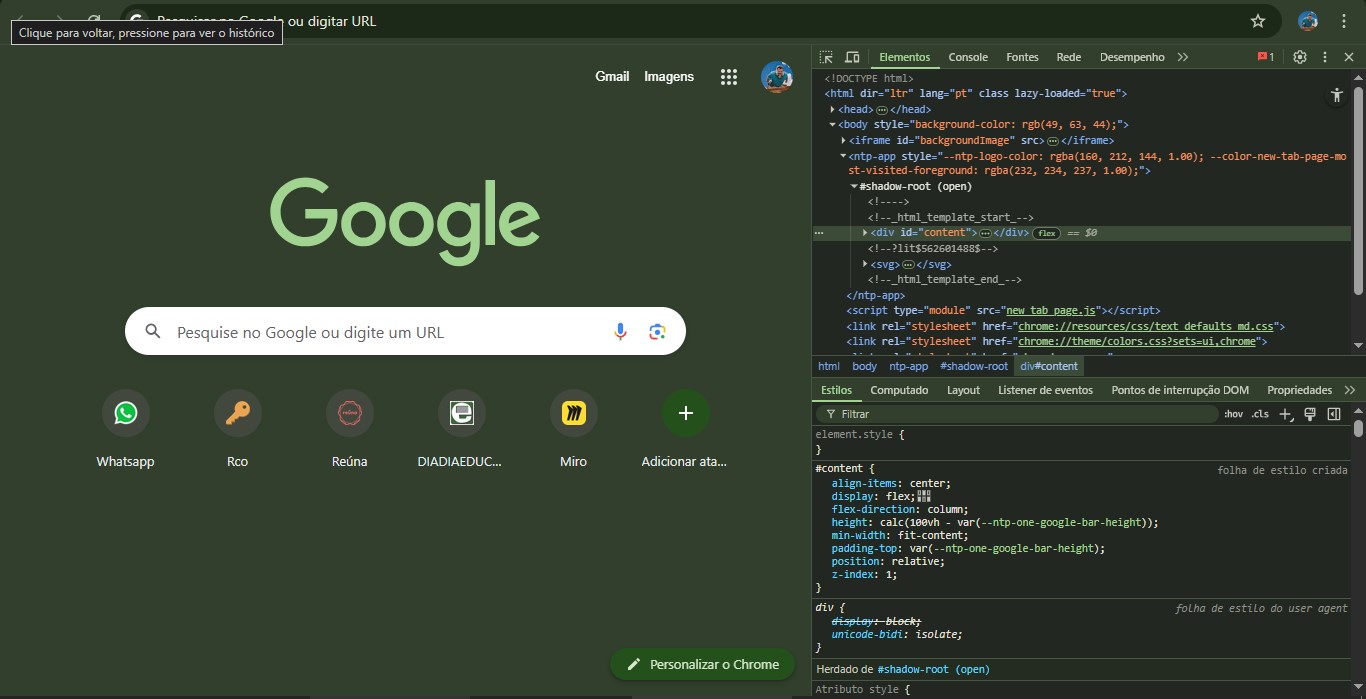 ou digitar URL
Clique para voltar, pressione para ver o histórico
Gmail Imagens
Google
Pesquise no Google ou digite um URL
Whatsapp Rco Reúna DIADIAEDUC... Miro Adicionar ata...
Personalizar o Chrome
Elementos Console Fontes Rede Desempenho 1
<!DOCTYPE html>
<html dir="ltr" lang="pt" class lazy-loaded="true">
<head> </head>
<body style="background-color: rgb(49, 63, 44);">
<iframe id="backgroundImage" src> </iframe>
<ntp-app style="--ntp-logo-color: rgba(160, 212, 144, 1.00); --color-new-tab-page-mo
st-visited-foreground: rgba(232, 234, 237, 1.00);">
#shadow-root (open)
<!---->
<!--_html_template_start_-->
<div id="content"> </div> flex == $0
<!--?lit$562601488$-->
<svg> </svg>
<!--_html_template_end_-->
</ntp-app>
<script type="module" src="new_tab_page.js"></script>
<link rel="stylesheet" href="chrome://resources/css/text_defaults_md.css">
<link rel="stylesheet" href="chrome://theme/colors.css?sets=ui,chrome">
html body ntp-app #shadow-root div#content
Estilos Computado Layout Listener de eventos Pontos de interrupção DOM Propriedades
Filtrar :hov .cls
element.style {
}
#content { folha de estilo criada
align-items: center;
display: flex;
flex-direction: column;
height: calc(100vh - var(--ntp-one-google-bar-height));
min-width: fit-content;
padding-top: var(--ntp-one-google-bar-height);
position: relative;
z-index: 1;
}
div { folha de estilo do user agent
display: block;
unicode-bidi: isolate;
}
Herdado de #shadow-root (open)
Atributo style {